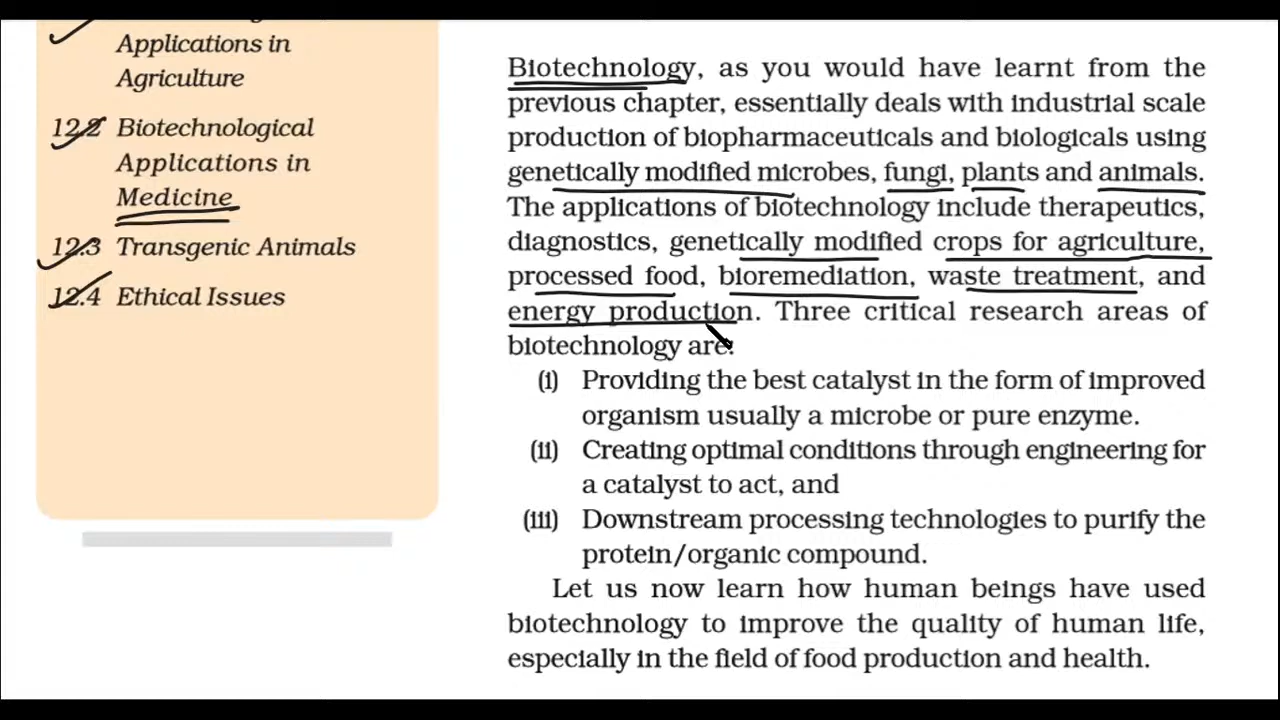 Applications in
Agriculture
12.2 Biotechnological
Applications in
Medicine
12.3 Transgenic Animals
12.4 Ethical Issues
Biotechnology, as you would have learnt from the
previous chapter, essentially deals with industrial scale
production of biopharmaceuticals and biologicals using
genetically modified microbes, fungi, plants and animals.
The applications of biotechnology include therapeutics,
diagnostics, genetically modified crops for agriculture,
processed food, bioremediation, waste treatment, and
energy production. Three critical research areas of
biotechnology are:
(i) Providing the best catalyst in the form of improved
organism usually a microbe or pure enzyme.
(ii) Creating optimal conditions through engineering for
a catalyst to act, and
(iii) Downstream processing technologies to purify the
protein/organic compound.
Let us now learn how human beings have used
biotechnology to improve the quality of human life,
especially in the field of food production and health.